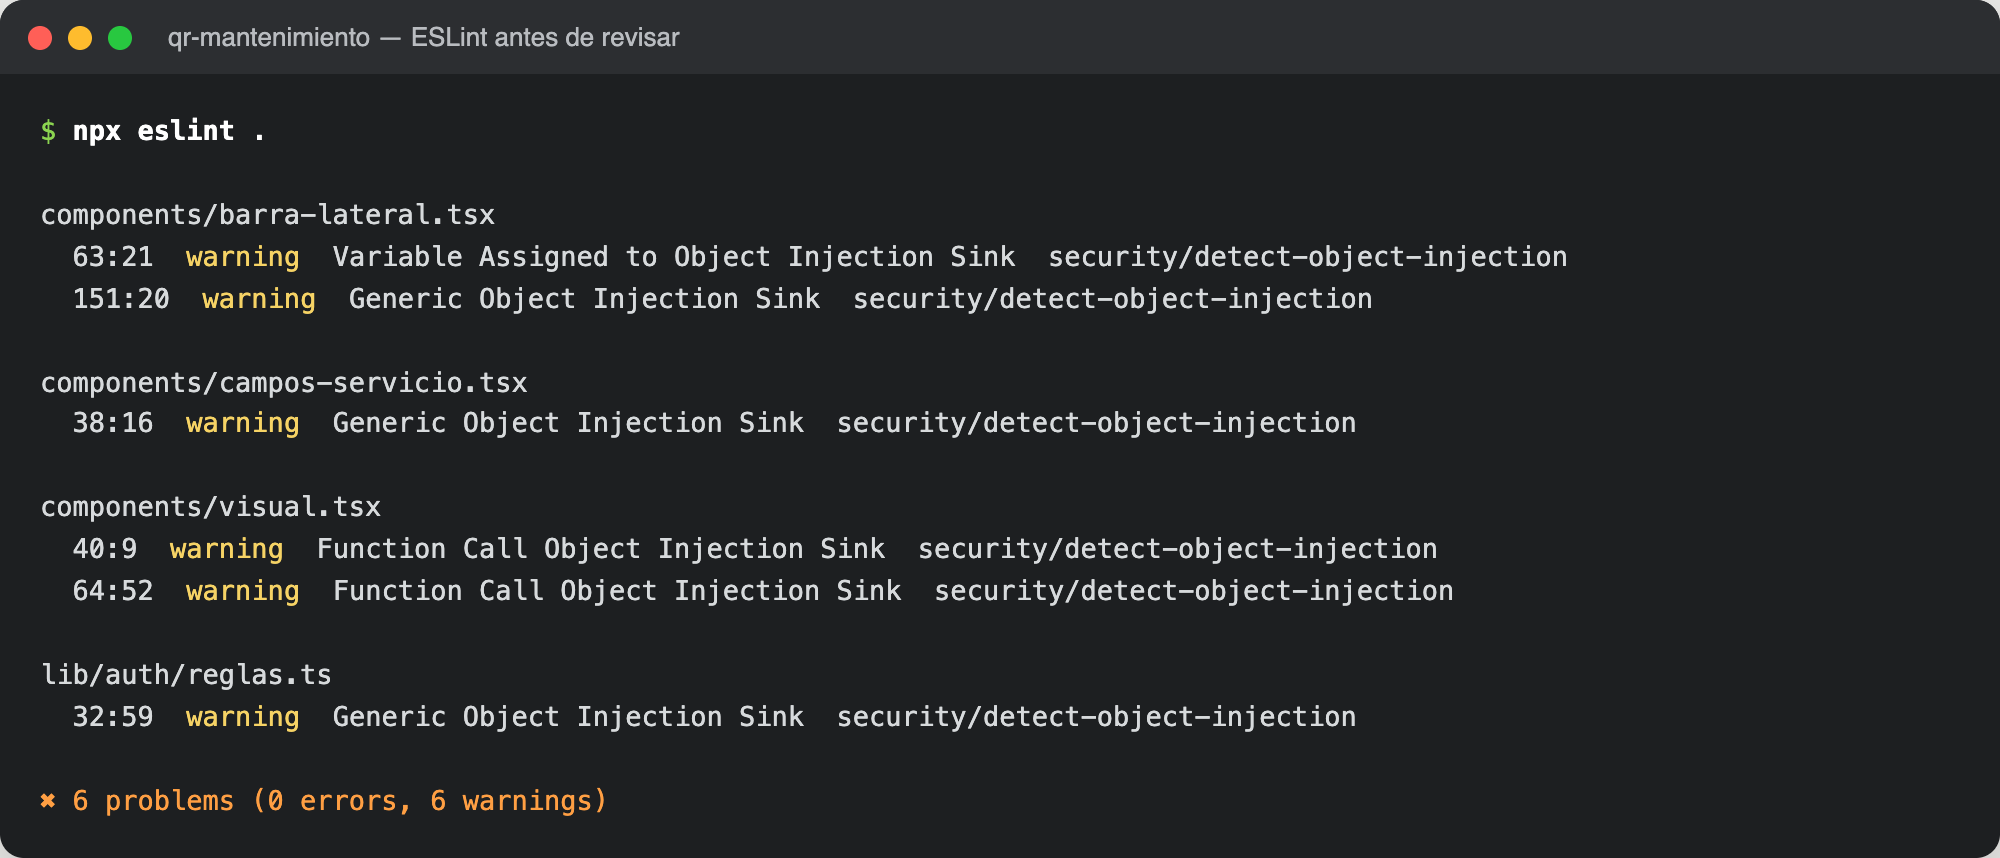 qr-mantenimiento — ESLint antes de revisar
$ npx eslint .
components/barra-lateral.tsx
63:21 warning Variable Assigned to Object Injection Sink security/detect-object-injection
151:20 warning Generic Object Injection Sink security/detect-object-injection
components/campos-servicio.tsx
38:16 warning Generic Object Injection Sink security/detect-object-injection
components/visual.tsx
40:9 warning Function Call Object Injection Sink security/detect-object-injection
64:52 warning Function Call Object Injection Sink security/detect-object-injection
lib/auth/reglas.ts
32:59 warning Generic Object Injection Sink security/detect-object-injection
✖ 6 problems (0 errors, 6 warnings)